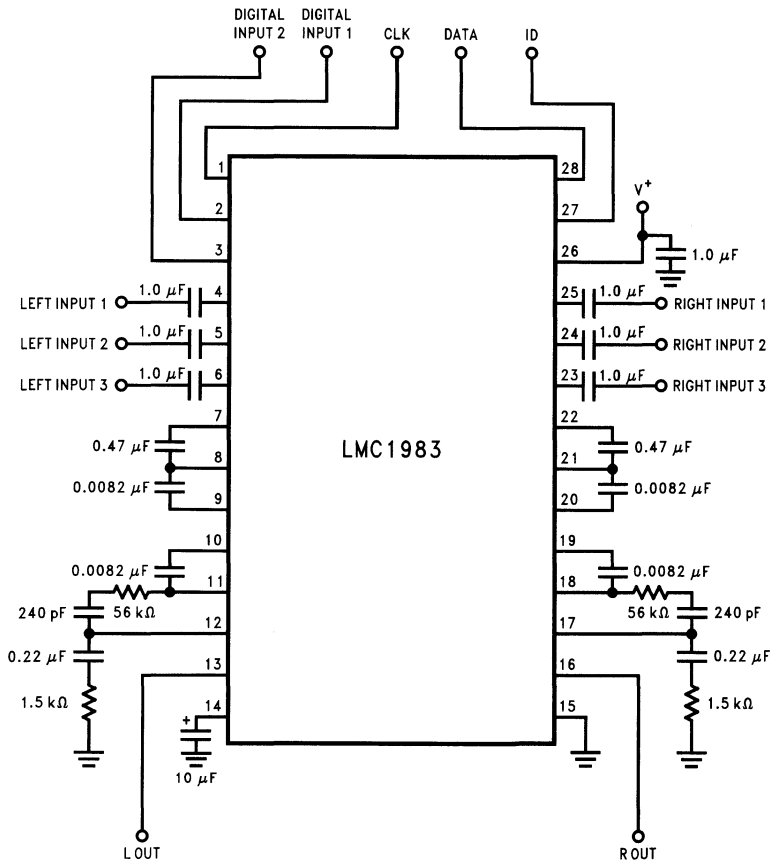 DIGITAL INPUT 2
DIGITAL INPUT 1
CLK
DATA
ID
1
28
2
27
V+
3
26
1.0 µF
LEFT INPUT 1
1.0 µF
4
25
1.0 µF
RIGHT INPUT 1
LEFT INPUT 2
1.0 µF
5
24
1.0 µF
RIGHT INPUT 2
LEFT INPUT 3
1.0 µF
6
23
1.0 µF
RIGHT INPUT 3
7
22
0.47 µF
8
LMC1983
21
0.47 µF
0.0082 µF
9
20
0.0082 µF
10
19
0.0082 µF
11
18
0.0082 µF
240 pF
56 kΩ
12
17
56 kΩ
240 pF
0.22 µF
13
16
0.22 µF
1.5 kΩ
14
15
1.5 kΩ
+
10 µF
L OUT
R OUT